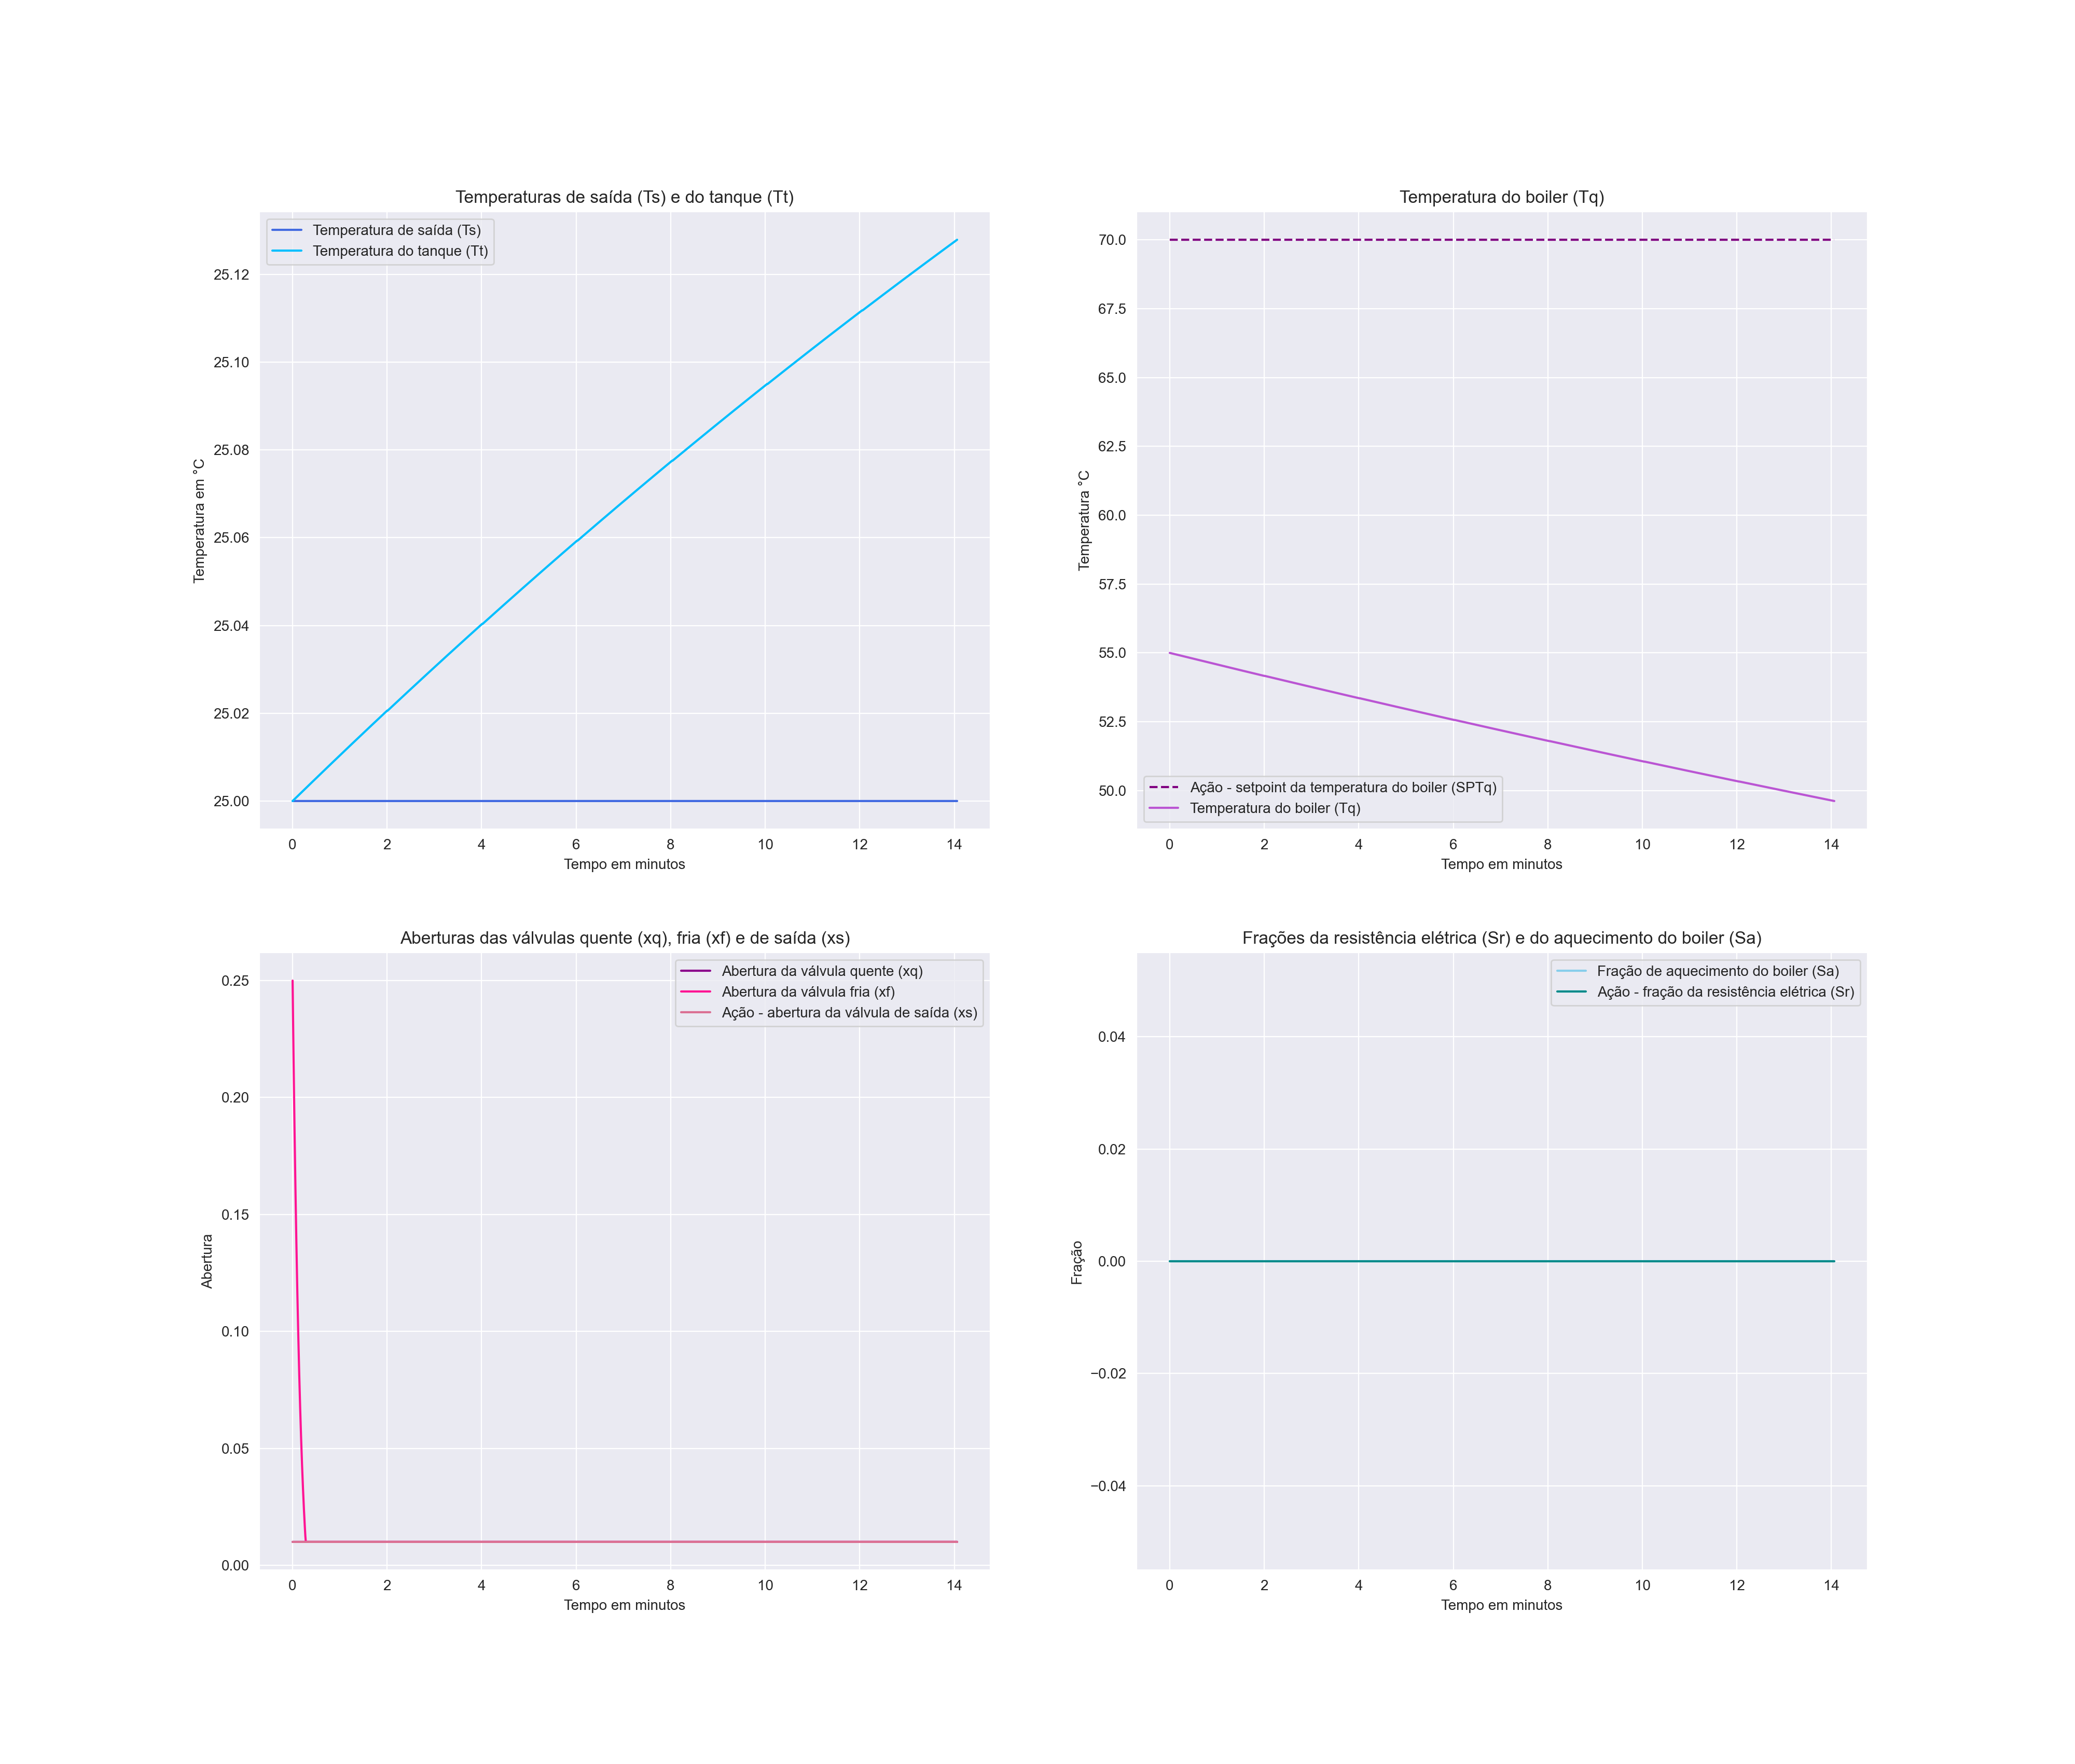 Temperaturas de saída (Ts) e do tanque (Tt)
Temperatura de saída (Ts)
Temperatura do tanque (Tt)
25.12
25.10
25.08
25.06
25.04
25.02
25.00
Temperatura em °C
0 2 4 6 8 10 12 14
Tempo em minutos
Temperatura do boiler (Tq)
70.0
67.5
65.0
62.5
60.0
57.5
55.0
52.5
50.0
Temperatura °C
Ação - setpoint da temperatura do boiler (SPTq)
Temperatura do boiler (Tq)
0 2 4 6 8 10 12 14
Tempo em minutos
Aberturas das válvulas quente (xq), fria (xf) e de saída (xs)
Abertura da válvula quente (xq)
Abertura da válvula fria (xf)
Ação - abertura da válvula de saída (xs)
0.25
0.20
0.15
0.10
0.05
0.00
Abertura
0 2 4 6 8 10 12 14
Tempo em minutos
Frações da resistência elétrica (Sr) e do aquecimento do boiler (Sa)
Fração de aquecimento do boiler (Sa)
Ação - fração da resistência elétrica (Sr)
0.04
0.02
0.00
−0.02
−0.04
Fração
0 2 4 6 8 10 12 14
Tempo em minutos